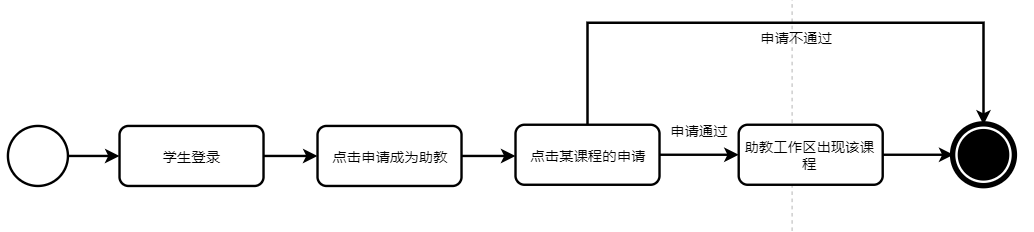 申请不通过
申请通过
学生登录
点击申请成为助教
点击某课程的申请
助教工作区出现该课
程